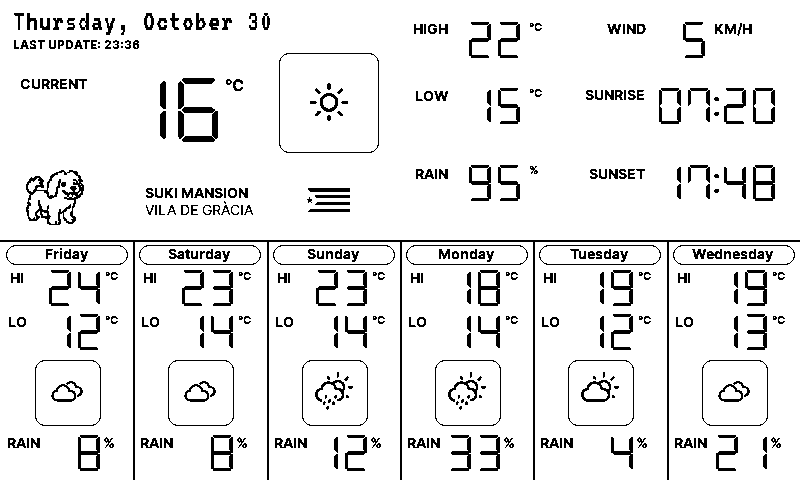 Thursday, October 30
LAST UPDATE: 23:36
CURRENT 16 °C
HIGH 22 °C
WIND 5 KM/H
LOW 15 °C
SUNRISE 07:20
RAIN 95 %
SUNSET 17:48
SUKI MANSION
VILA DE GRÀCIA
Friday
HI 24 °C
LO 12 °C
RAIN 8 %
Saturday
HI 23 °C
LO 14 °C
RAIN 8 %
Sunday
HI 23 °C
LO 14 °C
RAIN 12 %
Monday
HI 18 °C
LO 14 °C
RAIN 33 %
Tuesday
HI 19 °C
LO 12 °C
RAIN 4 %
Wednesday
HI 19 °C
LO 13 °C
RAIN 21 %